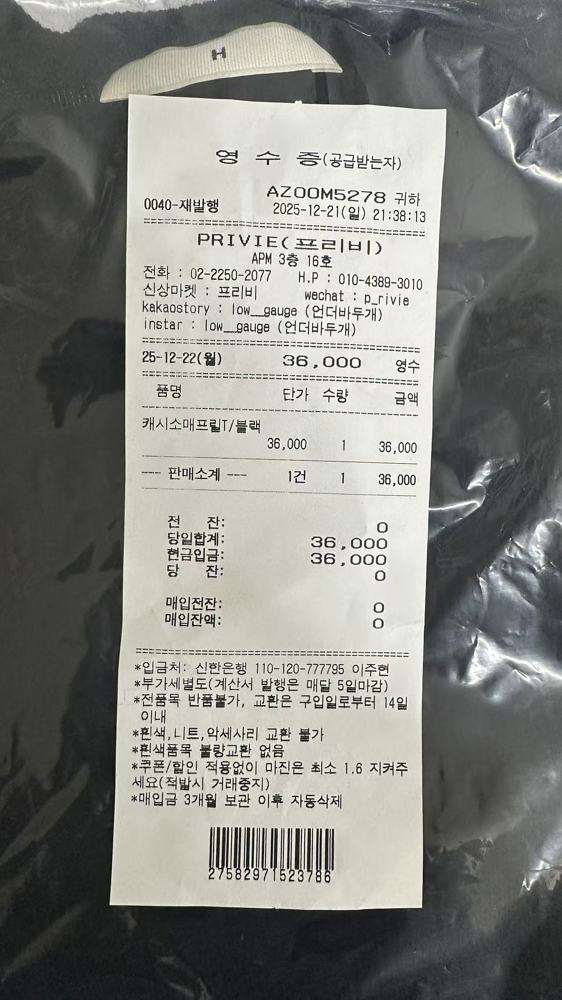 H
영 수 증(공급받는자)
AZOOM5278 귀하
0040-재발행 2025-12-21(일) 21:38:13
PRIVIE(프리비)
APM 3층 16호
전화 : 02-2250-2077 H.P : 010-4389-3010
신상마켓 : 프리비 wechat : p_rivie
kakaostory : low__gauge (언더바두개)
instar : low__gauge (언더바두개)
25-12-22(월) 36,000 영수
품명 단가 수량 금액
캐시소매프릴T/블랙
36,000 1 36,000
--- 판매소계 --- 1건 1 36,000
전 잔: 0
당일합계: 36,000
현금입금: 36,000
당 잔: 0
매입전잔: 0
매입잔액: 0
*입금처: 신한은행 110-120-777795 이주현
*부가세별도(계산서 발행은 매달 5일마감)
*전품목 반품불가, 교환은 구입일로부터 14일
이내
*흰색,니트,악세사리 교환 불가
*흰색품목 불량교환 없음
*쿠폰/할인 적용없이 마진은 최소 1.6 지켜주
세요(적발시 거래중지)
*매입금 3개월 보관 이후 자동삭제
27582971523786